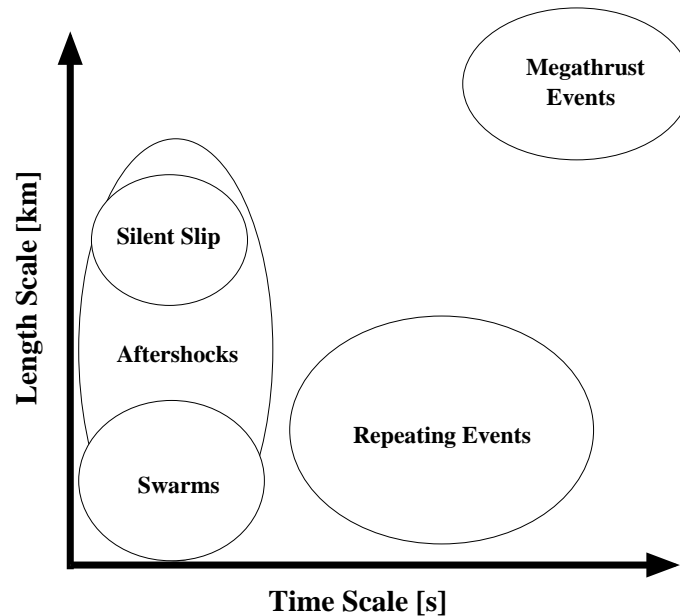 Megathrust
Events
Length Scale [km]
Silent Slip
Aftershocks
Repeating Events
Swarms
Time Scale [s]